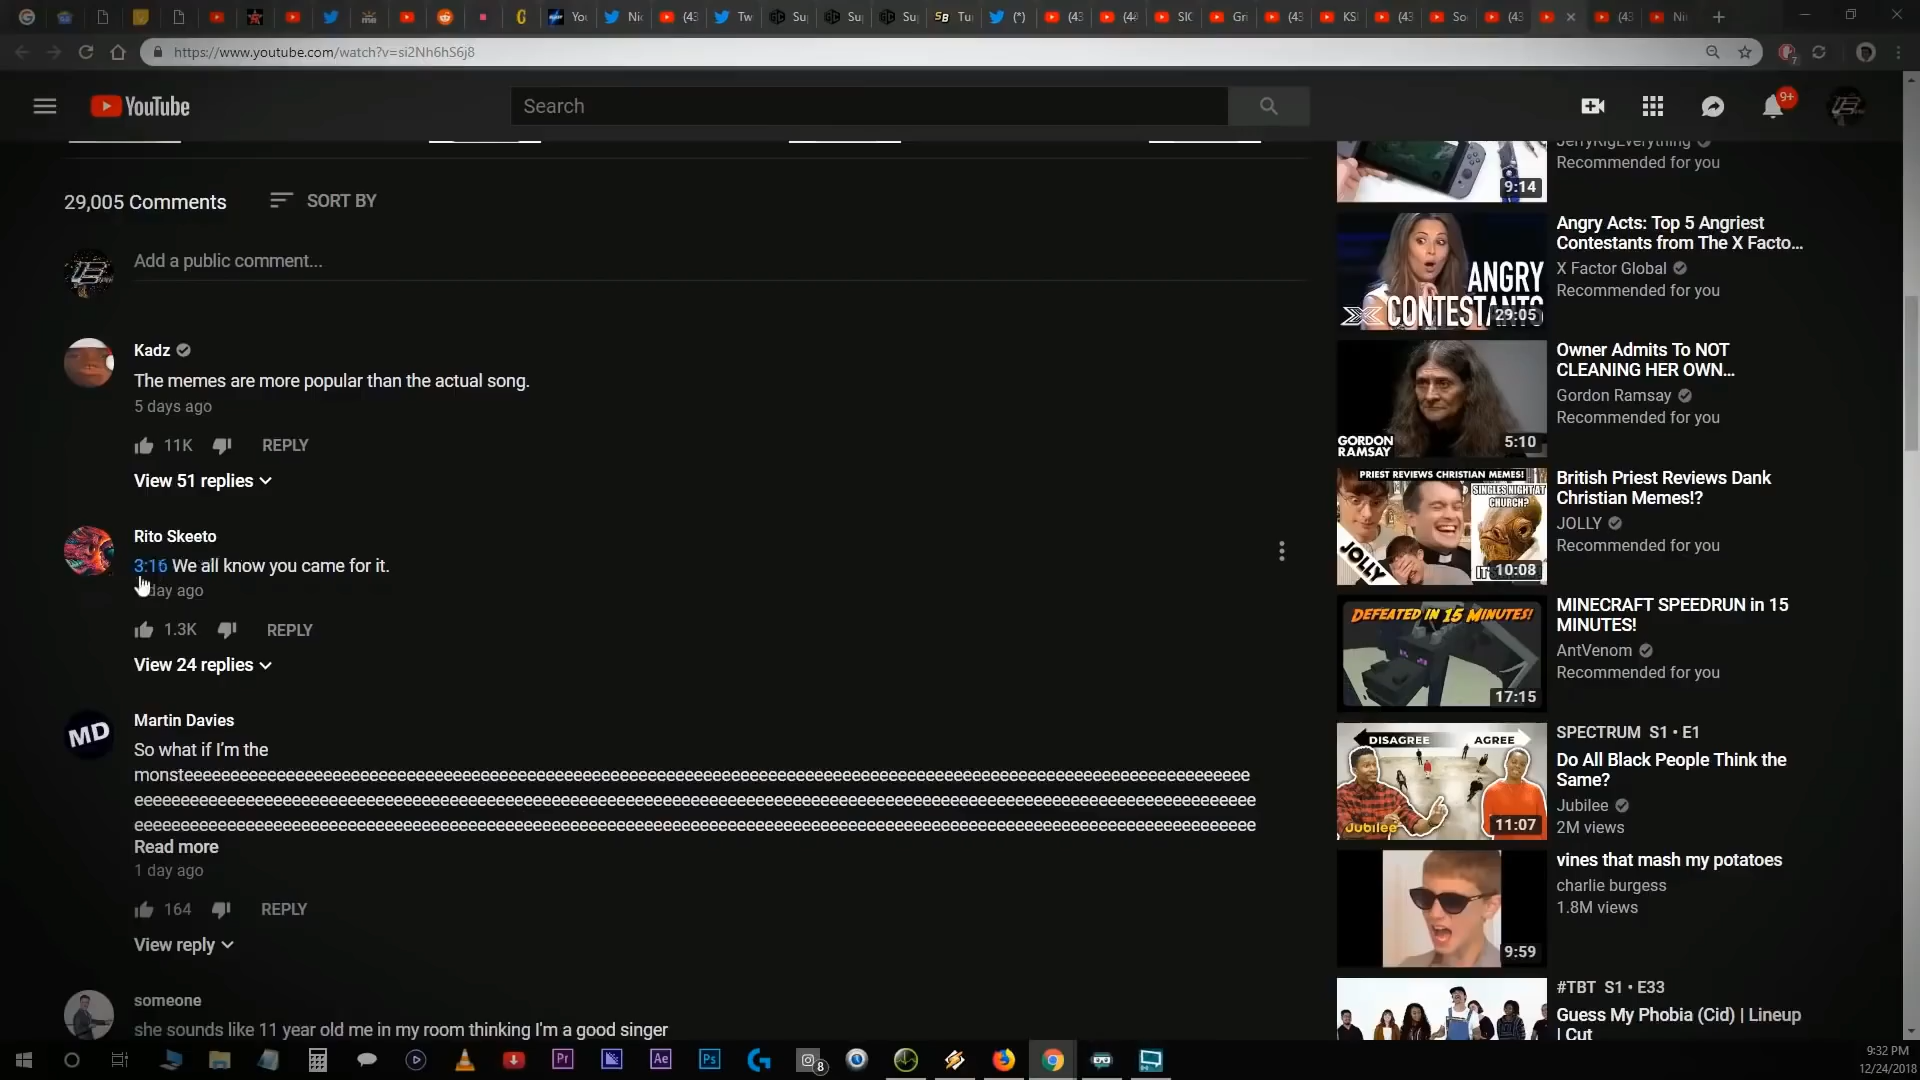 https://www.youtube.com/watch?v=si2Nh6hS6j8
YouTube
Search
9+
29,005 Comments
SORT BY
Add a public comment...
Kadz
The memes are more popular than the actual song.
5 days ago
11K
REPLY
View 51 replies
Rito Skeeto
3:16 We all know you came for it.
day ago
1.3K
REPLY
View 24 replies
Martin Davies
So what if I'm the
Read more
1 day ago
164
REPLY
View reply
someone
she sounds like 11 year old me in my room thinking I'm a good singer
9:14
JerryRigEverything
Recommended for you
ANGRY
CONTESTANTS
29:05
Angry Acts: Top 5 Angriest
Contestants from The X Facto...
X Factor Global
Recommended for you
GORDON
RAMSAY
5:10
Owner Admits To NOT
CLEANING HER OWN...
Gordon Ramsay
Recommended for you
PRIEST REVIEWS CHRISTIAN MEMES!
SINGLES NIGHT AT
CHURCH?
JOLLY
10:08
British Priest Reviews Dank
Christian Memes!?
JOLLY
Recommended for you
DEFEATED IN 15 MINUTES!
17:15
MINECRAFT SPEEDRUN in 15
MINUTES!
AntVenom
Recommended for you
DISAGREE
AGREE
Jubilee
11:07
SPECTRUM S1 • E1
Do All Black People Think the
Same?
Jubilee
2M views
9:59
vines that mash my potatoes
charlie burgess
1.8M views
#TBT S1 • E33
Guess My Phobia (Cid) | Lineup
| Cut
9:32 PM
12/24/2018